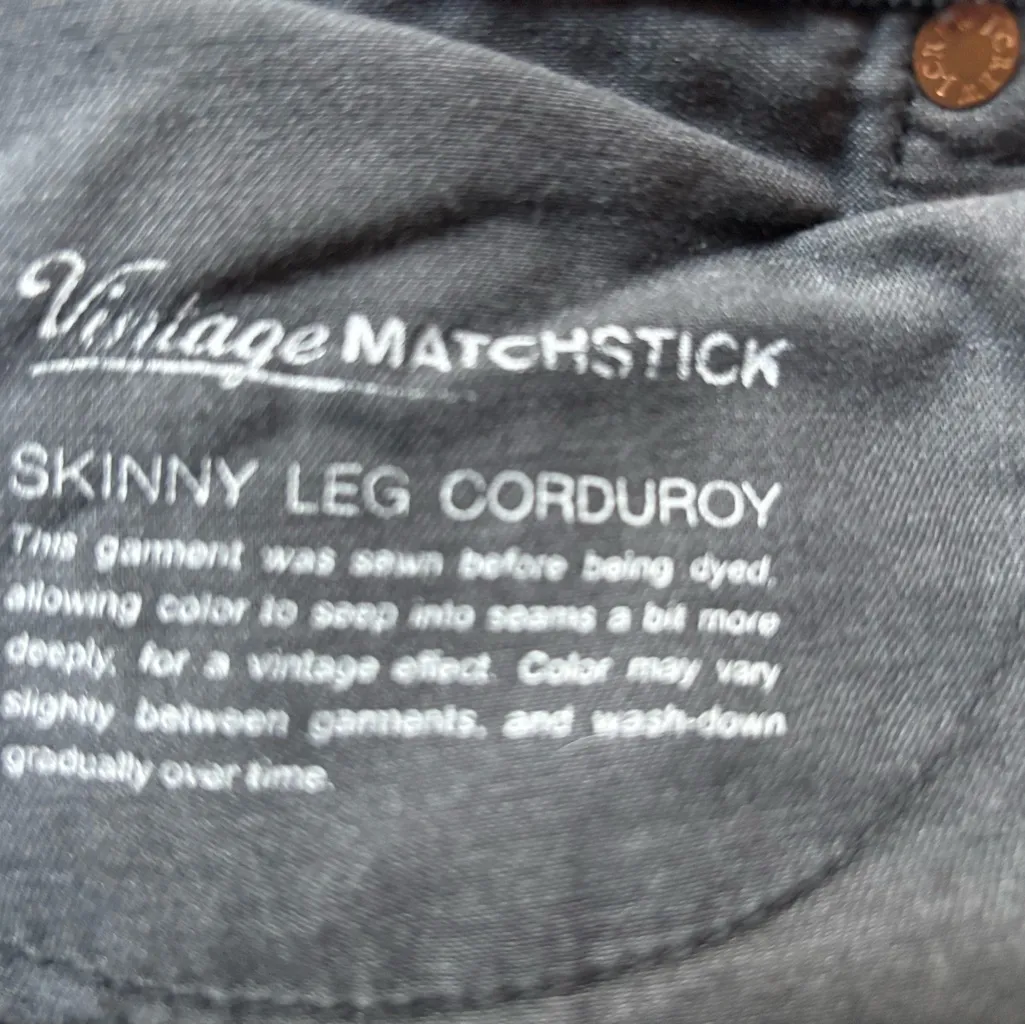 Vintage MATCHSTICK
SKINNY LEG CORDUROY
This garment was sewn before being dyed,
allowing color to seep into seams a bit more
deeply, for a vintage effect. Color may vary
slightly between garments, and wash-down
gradually over time.